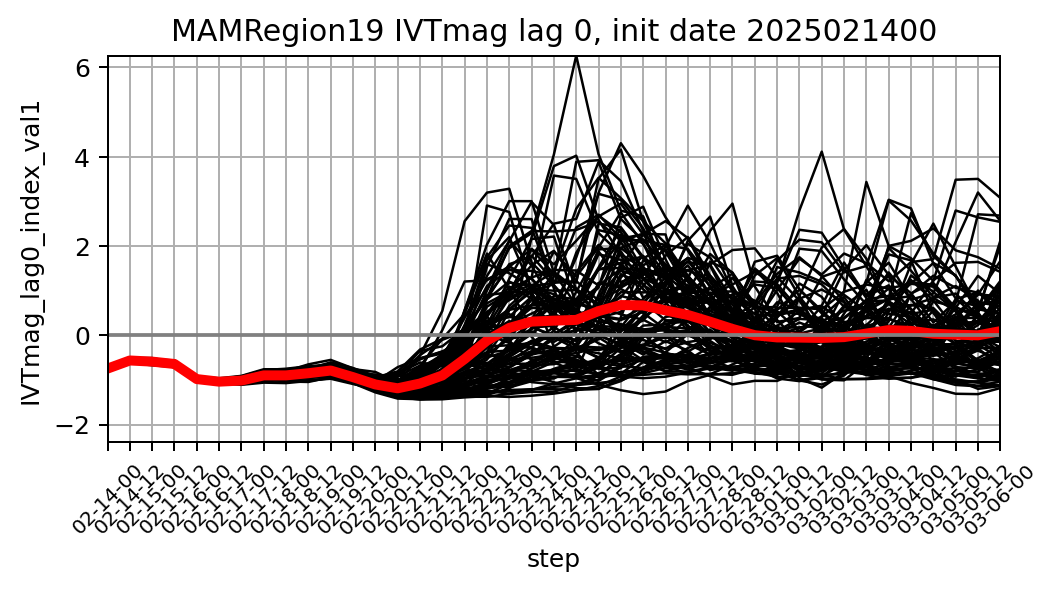 MAMRegion19 IVTmag lag 0, init date 2025021400
IVTmag_lag0_index_val1
6
4
2
0
−2
02-14-00 02-14-12 02-15-00 02-15-12 02-16-00 02-16-12 02-17-00 02-17-12 02-18-00 02-18-12 02-19-00 02-19-12 02-20-00 02-20-12 02-21-00 02-21-12 02-22-00 02-22-12 02-23-00 02-23-12 02-24-00 02-24-12 02-25-00 02-25-12 02-26-00 02-26-12 02-27-00 02-27-12 02-28-00 02-28-12 03-01-00 03-01-12 03-02-00 03-02-12 03-03-00 03-03-12 03-04-00 03-04-12 03-05-00 03-05-12 03-06-00
step